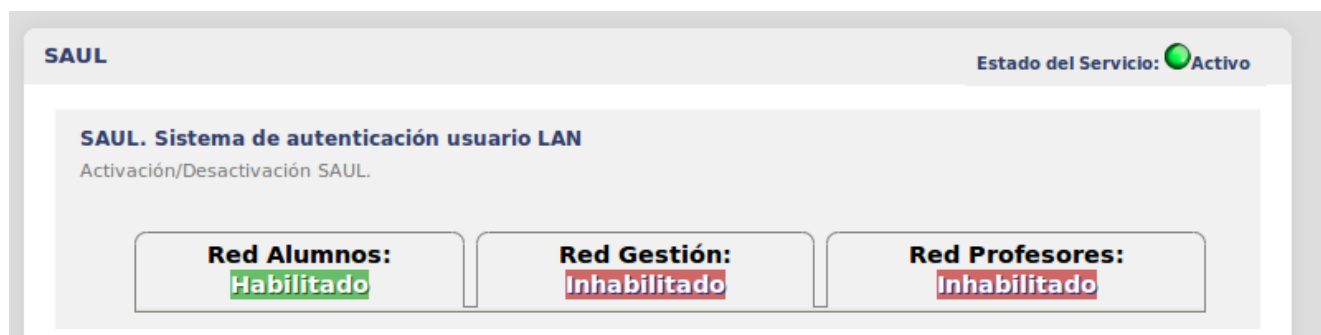 SAUL
Estado del Servicio: Activo
SAUL. Sistema de autenticación usuario LAN
Activación/Desactivación SAUL.
Red Alumnos:
Habilitado
Red Gestión:
Inhabilitado
Red Profesores:
Inhabilitado